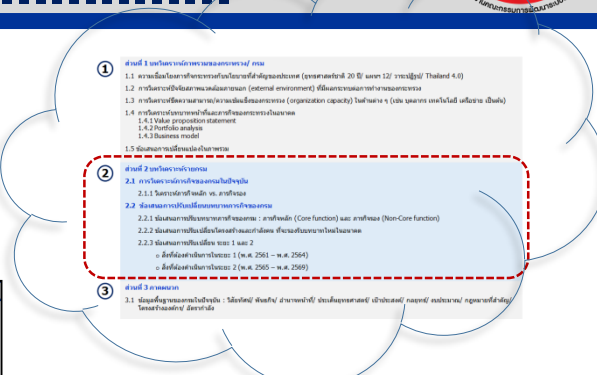 คณะกรรมการพัฒนาระบบ
1
ส่วนที่ 1 บทวิเคราะห์ภาพรวมของกระทรวง/ กรม
1.1 ความเชื่อมโยงภารกิจกระทรวงกับนโยบายที่สำคัญของประเทศ (ยุทธศาสตร์ชาติ 20 ปี/ แผนฯ 12/ วาระปฏิรูป/ Thailand 4.0)
1.2 การวิเคราะห์ปัจจัยสภาพแวดล้อมภายนอก (external environment) ที่มีผลกระทบต่อการทำงานของกระทรวง
1.3 การวิเคราะห์ขีดความสามารถ/ความเข้มแข็งของกระทรวง (organization capacity) ในด้านต่าง ๆ (เช่น บุคลากร เทคโนโลยี เครือข่าย เป็นต้น)
1.4 การวิเคราะห์บทบาทหน้าที่และภารกิจของกระทรวงในอนาคต
1.4.1 Value proposition statement
1.4.2 Portfolio analysis
1.4.3 Business model
1.5 ข้อเสนอการเปลี่ยนแปลงในภาพรวม
2
ส่วนที่ 2 บทวิเคราะห์รายกรม
2.1 การวิเคราะห์ภารกิจของกรมในปัจจุบัน
2.1.1 วิเคราะห์ภารกิจหลัก vs. ภารกิจรอง
2.2 ข้อเสนอการปรับเปลี่ยนบทบาทภารกิจของกรม
2.2.1 ข้อเสนอการปรับบทบาทภารกิจของกรม : ภารกิจหลัก (Core function) และ ภารกิจรอง (Non-Core function)
2.2.2 ข้อเสนอการปรับเปลี่ยนโครงสร้างและกำลังคน ที่จะรองรับบทบาทใหม่ในอนาคต
2.2.3 ข้อเสนอการปรับเปลี่ยน ระยะ 1 และ 2
o สิ่งที่ต้องดำเนินการในระยะ 1 (พ.ศ. 2561 – พ.ศ. 2564)
o สิ่งที่ต้องดำเนินการในระยะ 2 (พ.ศ. 2565 – พ.ศ. 2569)
3
ส่วนที่ 3 ภาคผนวก
3.1 ข้อมูลพื้นฐานของกรมในปัจจุบัน : วิสัยทัศน์/ พันธกิจ/ อำนาจหน้าที่/ ประเด็นยุทธศาสตร์/ เป้าประสงค์/ กลยุทธ์/ งบประมาณ/ กฎหมายที่สำคัญ/
โครงสร้างองค์กร/ อัตรากำลัง